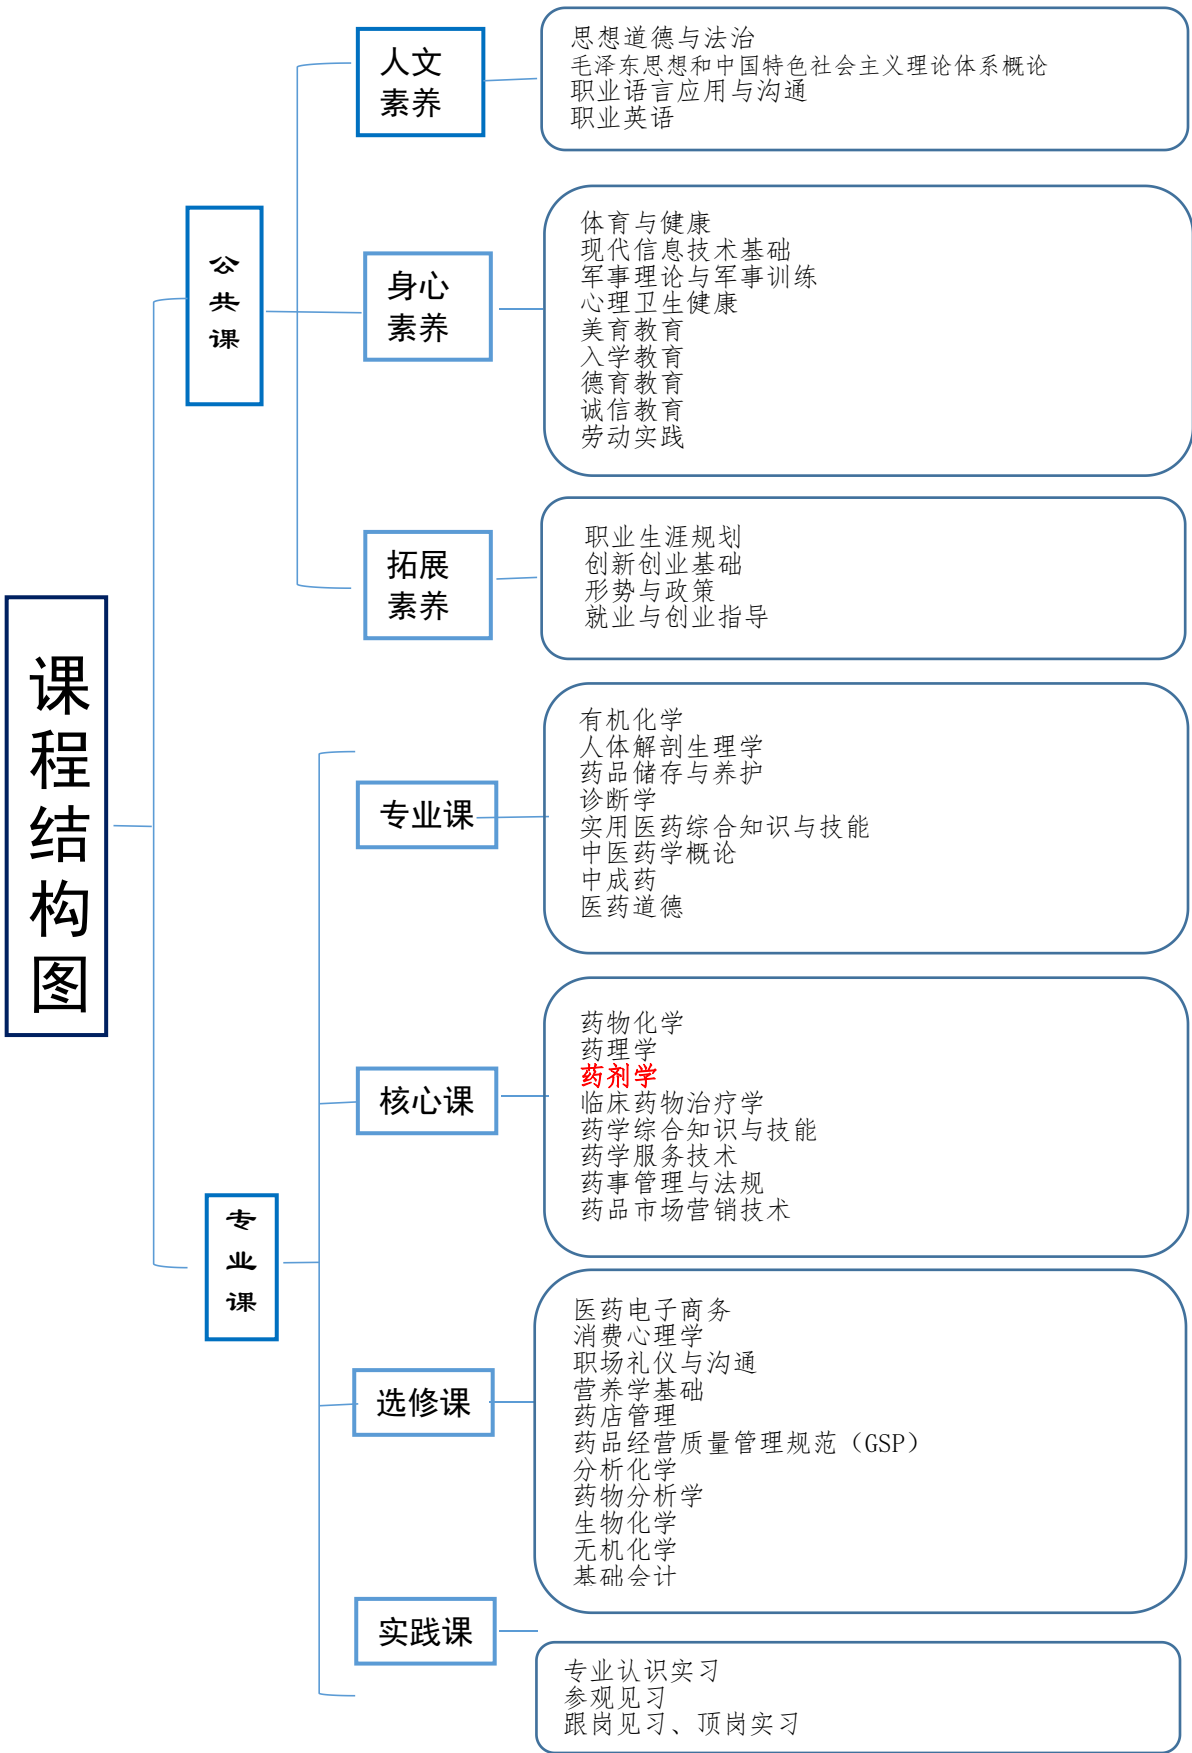 课程结构图
公共课
人文
素养
思想道德与法治
毛泽东思想和中国特色社会主义理论体系概论
职业语言应用与沟通
职业英语
身心
素养
体育与健康
现代信息技术基础
军事理论与军事训练
心理卫生健康
美育教育
入学教育
德育教育
诚信教育
劳动实践
拓展
素养
职业生涯规划
创新创业基础
形势与政策
就业与创业指导
专业课
专业课
有机化学
人体解剖生理学
药品储存与养护
诊断学
实用医药综合知识与技能
中医药学概论
中成药
医药道德
核心课
药物化学
药理学
药剂学
临床药物治疗学
药学综合知识与技能
药学服务技术
药事管理与法规
药品市场营销技术
选修课
医药电子商务
消费心理学
职场礼仪与沟通
营养学基础
药店管理
药品经营质量管理规范（GSP）
分析化学
药物分析学
生物化学
无机化学
基础会计
实践课
专业认识实习
参观见习
跟岗见习、顶岗实习